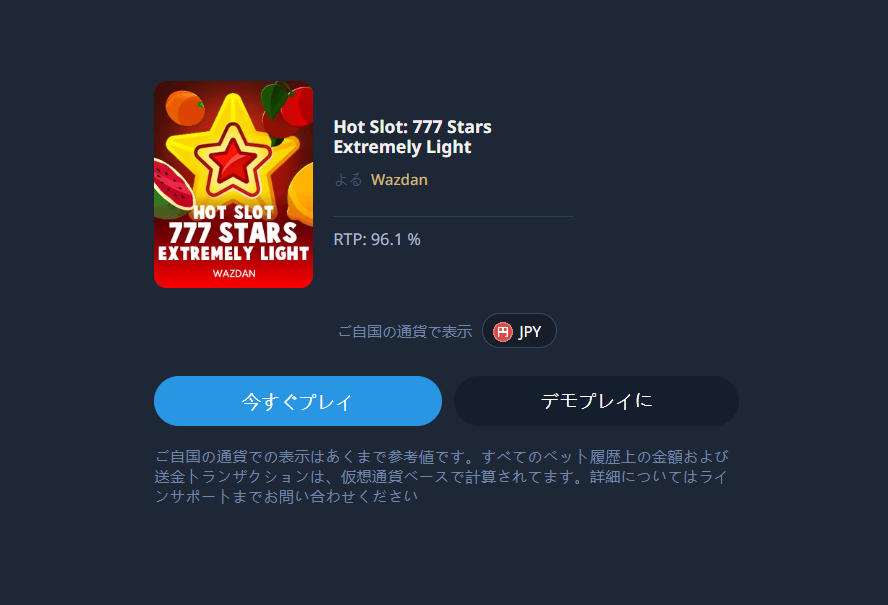 HOT SLOT
777 STARS
EXTREMELY LIGHT
WAZDAN
Hot Slot: 777 Stars
Extremely Light
よる Wazdan
RTP: 96.1 %
ご自国の通貨で表示 円 JPY
今すぐプレイ
デモプレイに
ご自国の通貨での表示はあくまで参考値です。すべてのベット履歴上の金額および
送金トランザクションは、仮想通貨ベースで計算されてます。詳細についてはライ
ンサポートまでお問い合わせください